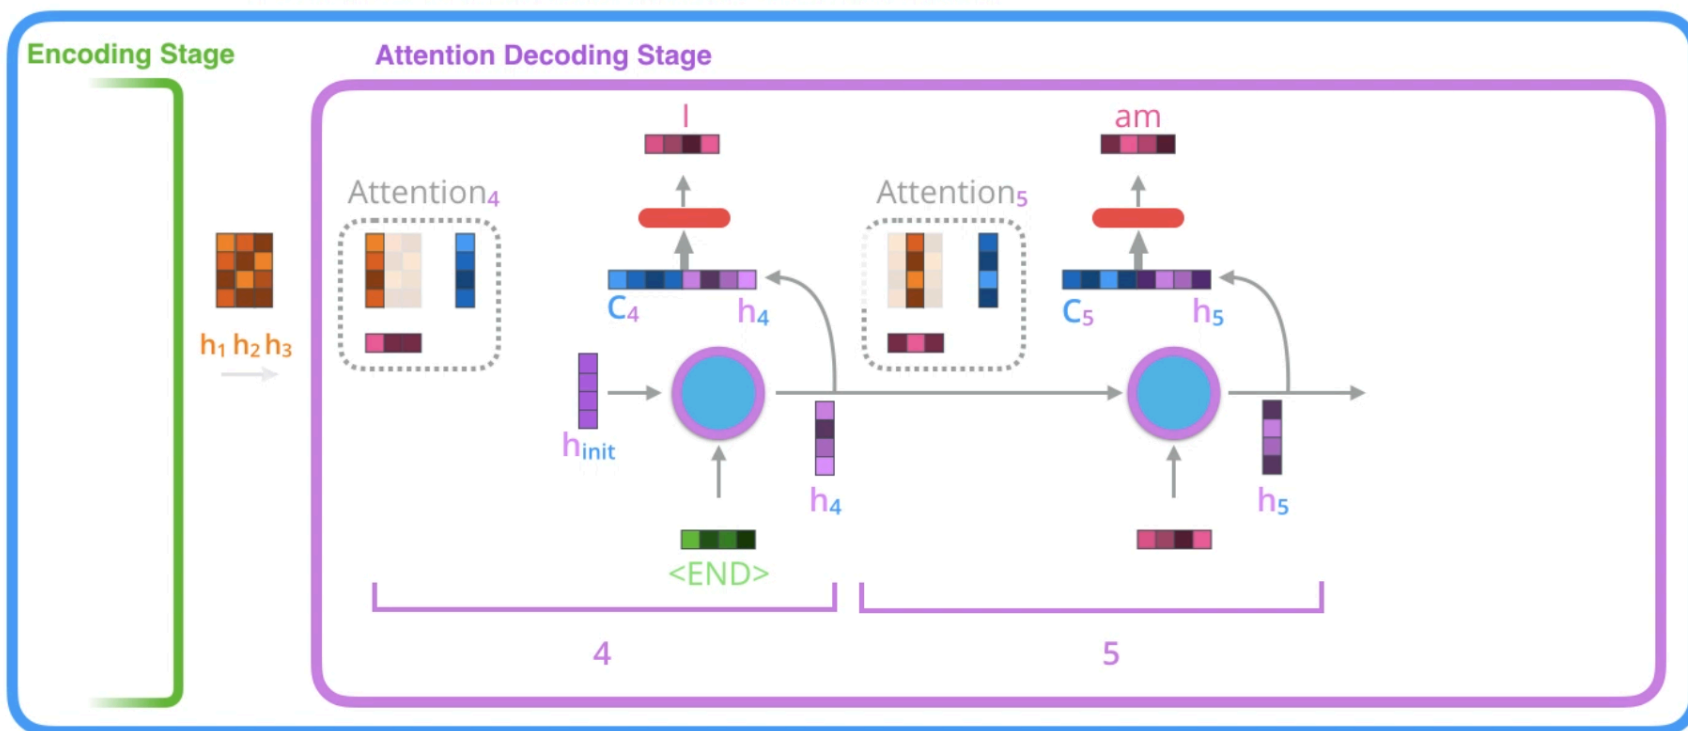 Encoding Stage
Attention Decoding Stage
I
am
Attention4
Attention5
C4
h4
C5
h5
h1 h2 h3
hinit
h4
h5
<END>
4
5